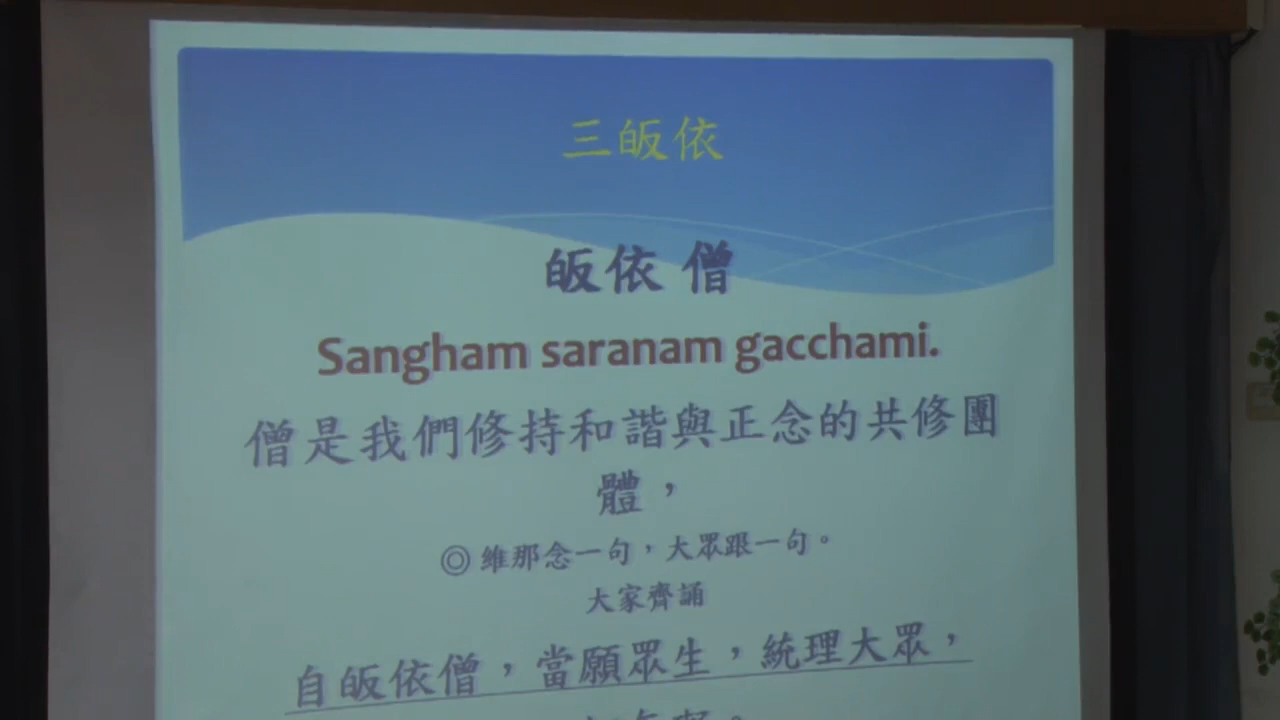 三皈依
皈依 僧
Sangham saranam gacchami.
僧是我們修持和諧與正念的共修團
體，
◎維那念一句，大眾跟一句。
大家齊誦
自皈依僧，當願眾生，統理大眾，